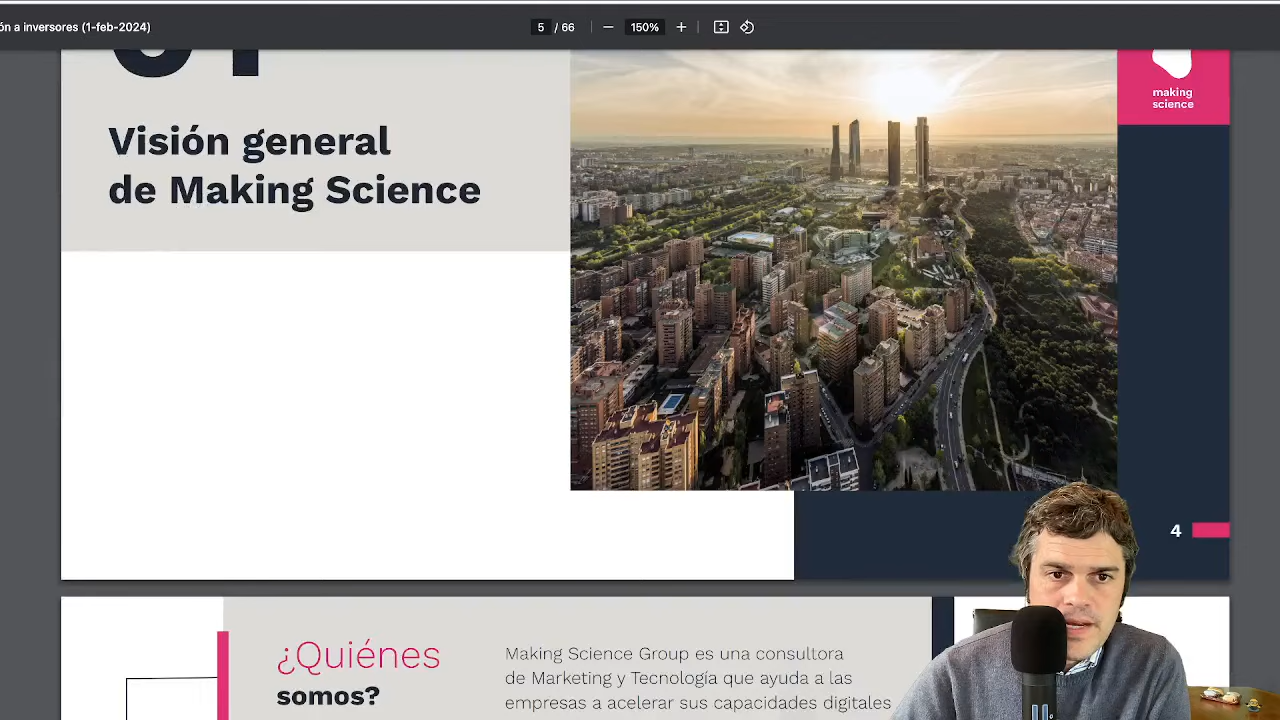 ón a inversores (1-feb-2024)
5 / 66
150%
making
science
Visión general
de Making Science
4
¿Quiénes
somos?
Making Science Group es una consultora
de Marketing y Tecnología que ayuda a las
empresas a acelerar sus capacidades digitales